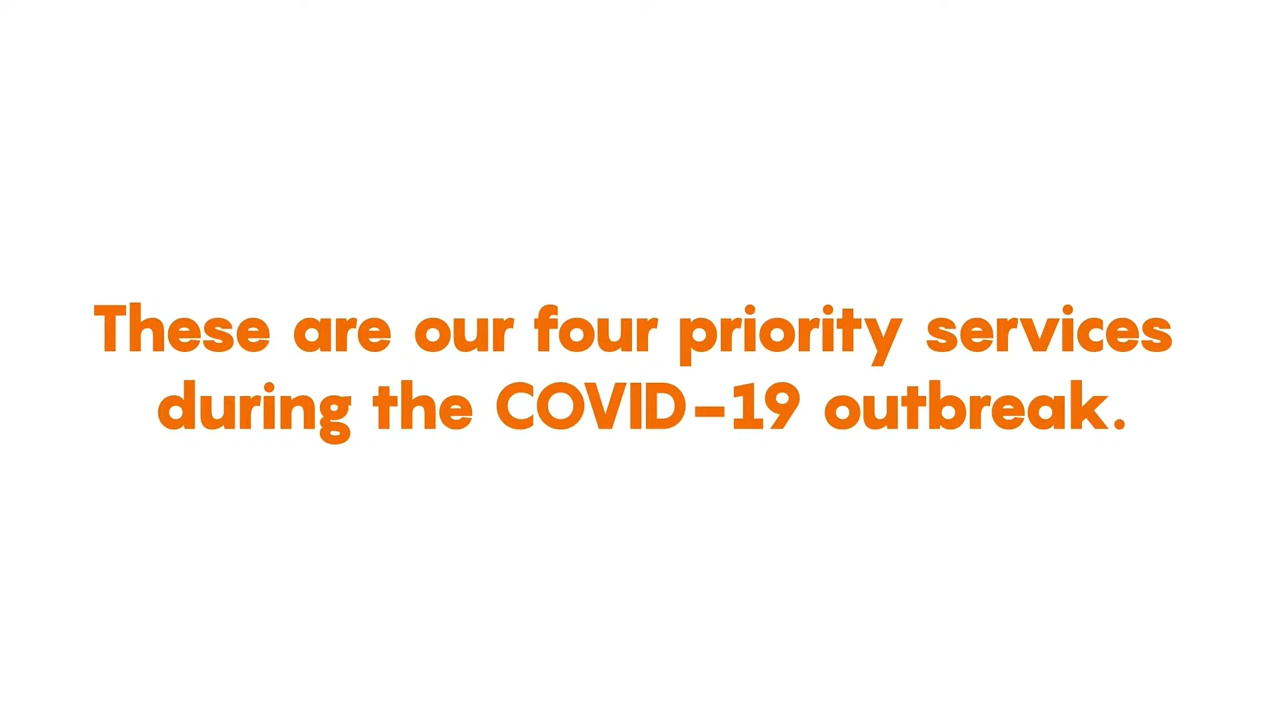 These are our four priority services
during the COVID-19 outbreak.